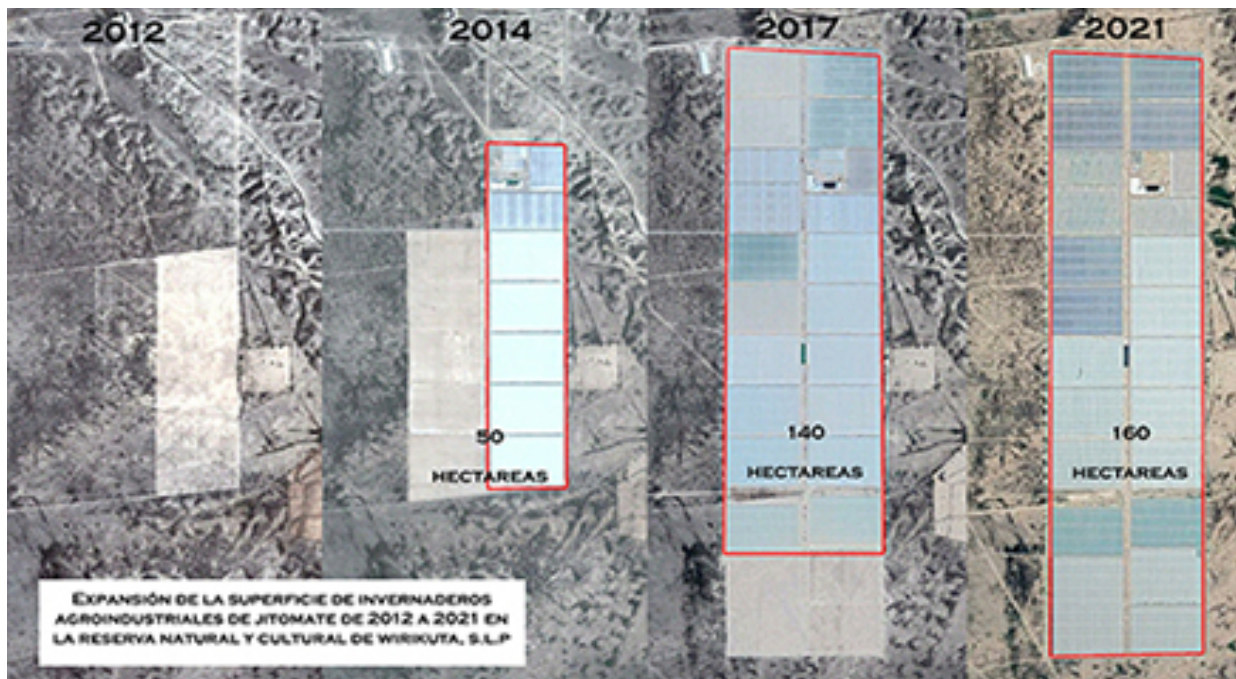 2012
2014
2017
2021
50
HECTAREAS
140
HECTAREAS
160
HECTAREAS
EXPANSIÓN DE LA SUPERFICIE DE INVERNADEROS
AGROINDUSTRIALES DE JITOMATE DE 2012 A 2021 EN
LA RESERVA NATURAL Y CULTURAL DE WIRIKUTA, S.L.P